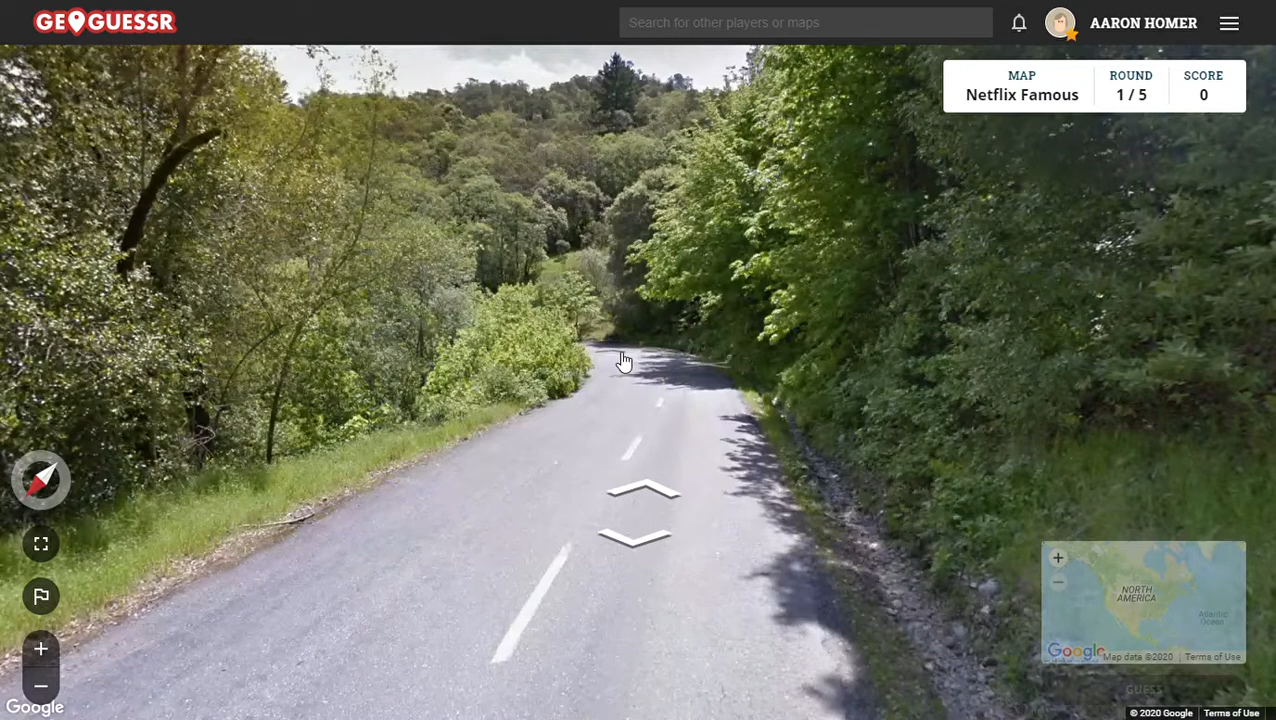 GEOGUESSR
Search for other players or maps
AARON HOMER
MAP
Netflix Famous
ROUND
1 / 5
SCORE
0
+
−
NORTH
AMERICA
Atlantic
Ocean
Google
Map data ©2020
Terms of Use
GUESS
+
−
Google
© 2020 Google
Terms of Use